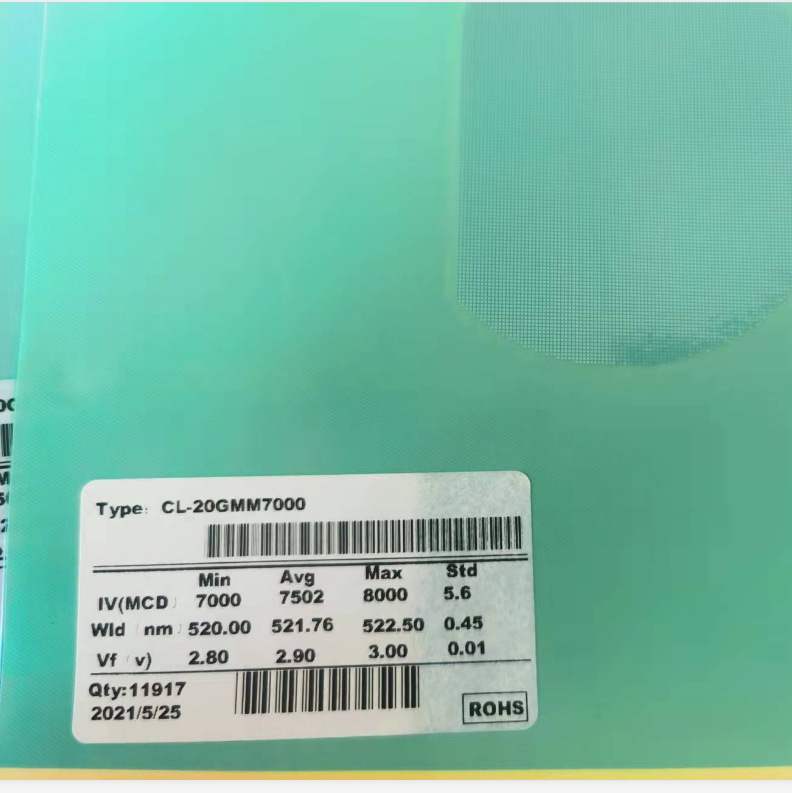 Type: CL-20GMM7000
Min Avg Max Std
IV(MCD) 7000 7502 8000 5.6
Wld (nm) 520.00 521.76 522.50 0.45
Vf (v) 2.80 2.90 3.00 0.01
Qty:11917
2021/5/25
ROHS